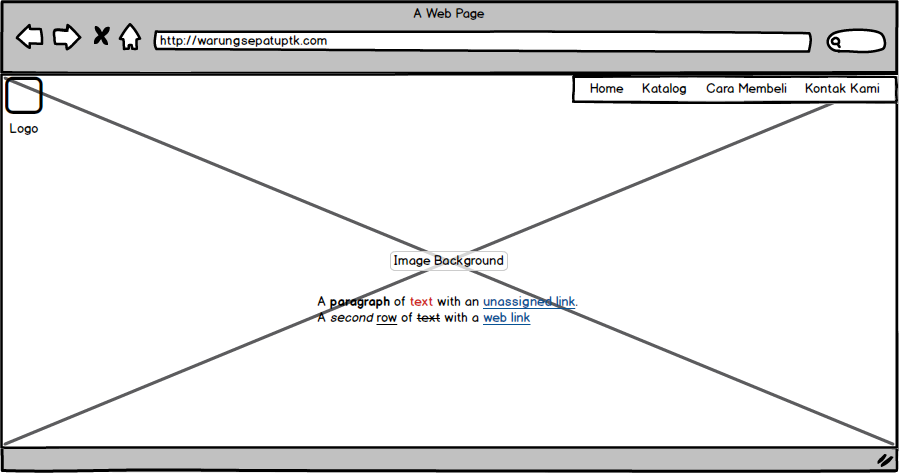 A Web Page
http://warungsepatuptk.com
Home Katalog Cara Membeli Kontak Kami
Logo
Image Background
A paragraph of text with an unassigned link.
A second row of text with a web link